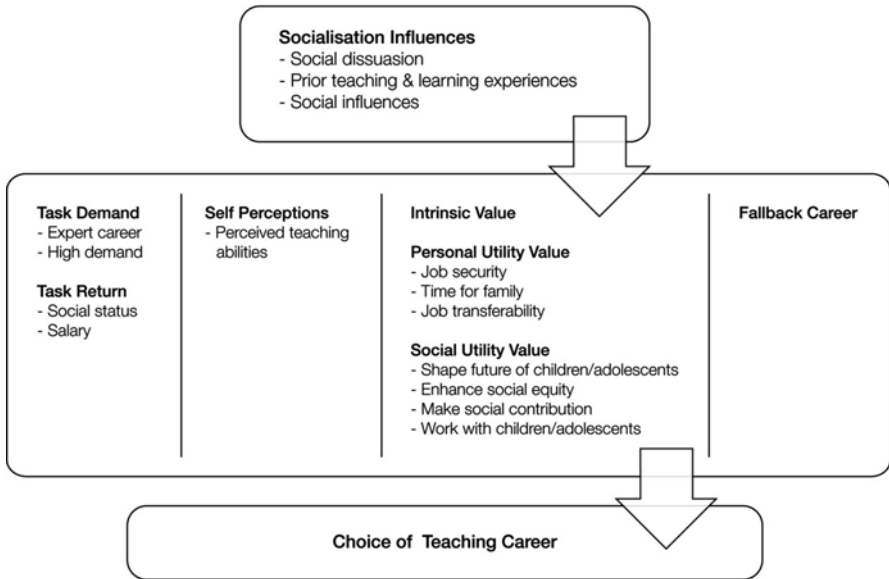 Socialisation Influences
- Social dissuasion
- Prior teaching & learning experiences
- Social influences
Task Demand
- Expert career
- High demand
Task Return
- Social status
- Salary
Self Perceptions
- Perceived teaching
abilities
Intrinsic Value
Personal Utility Value
- Job security
- Time for family
- Job transferability
Social Utility Value
- Shape future of children/adolescents
- Enhance social equity
- Make social contribution
- Work with children/adolescents
Fallback Career
Choice of Teaching Career